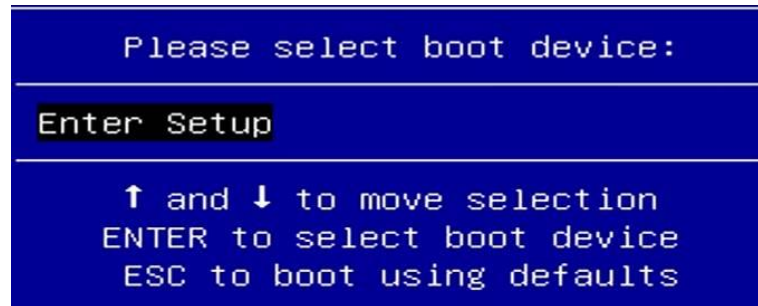 Please select boot device:
Enter Setup
↑ and ↓ to move selection
ENTER to select boot device
ESC to boot using defaults